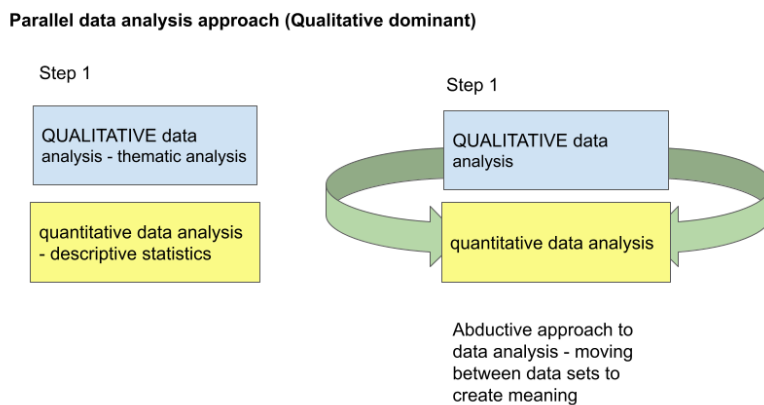 Parallel data analysis approach (Qualitative dominant)
Step 1
QUALITATIVE data
analysis - thematic analysis
quantitative data analysis
- descriptive statistics
Step 1
QUALITATIVE data
analysis
quantitative data analysis
Abductive approach to
data analysis - moving
between data sets to
create meaning